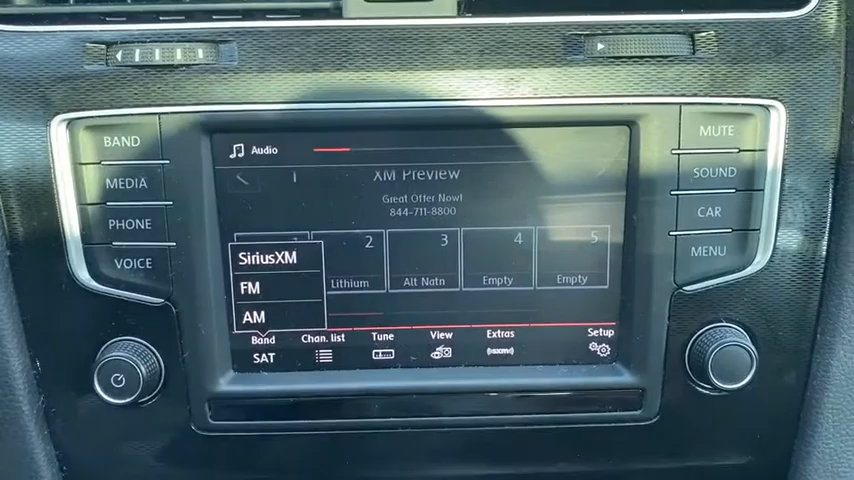 BAND
MEDIA
PHONE
VOICE
Audio
1
XM Preview
Great Offer Now!
844-711-8800
2
3
4
5
Lithium
Alt Natn
Empty
Empty
SiriusXM
FM
AM
Band
Chan. list
Tune
View
Extras
Setup
SAT
((sxm))
MUTE
SOUND
CAR
MENU